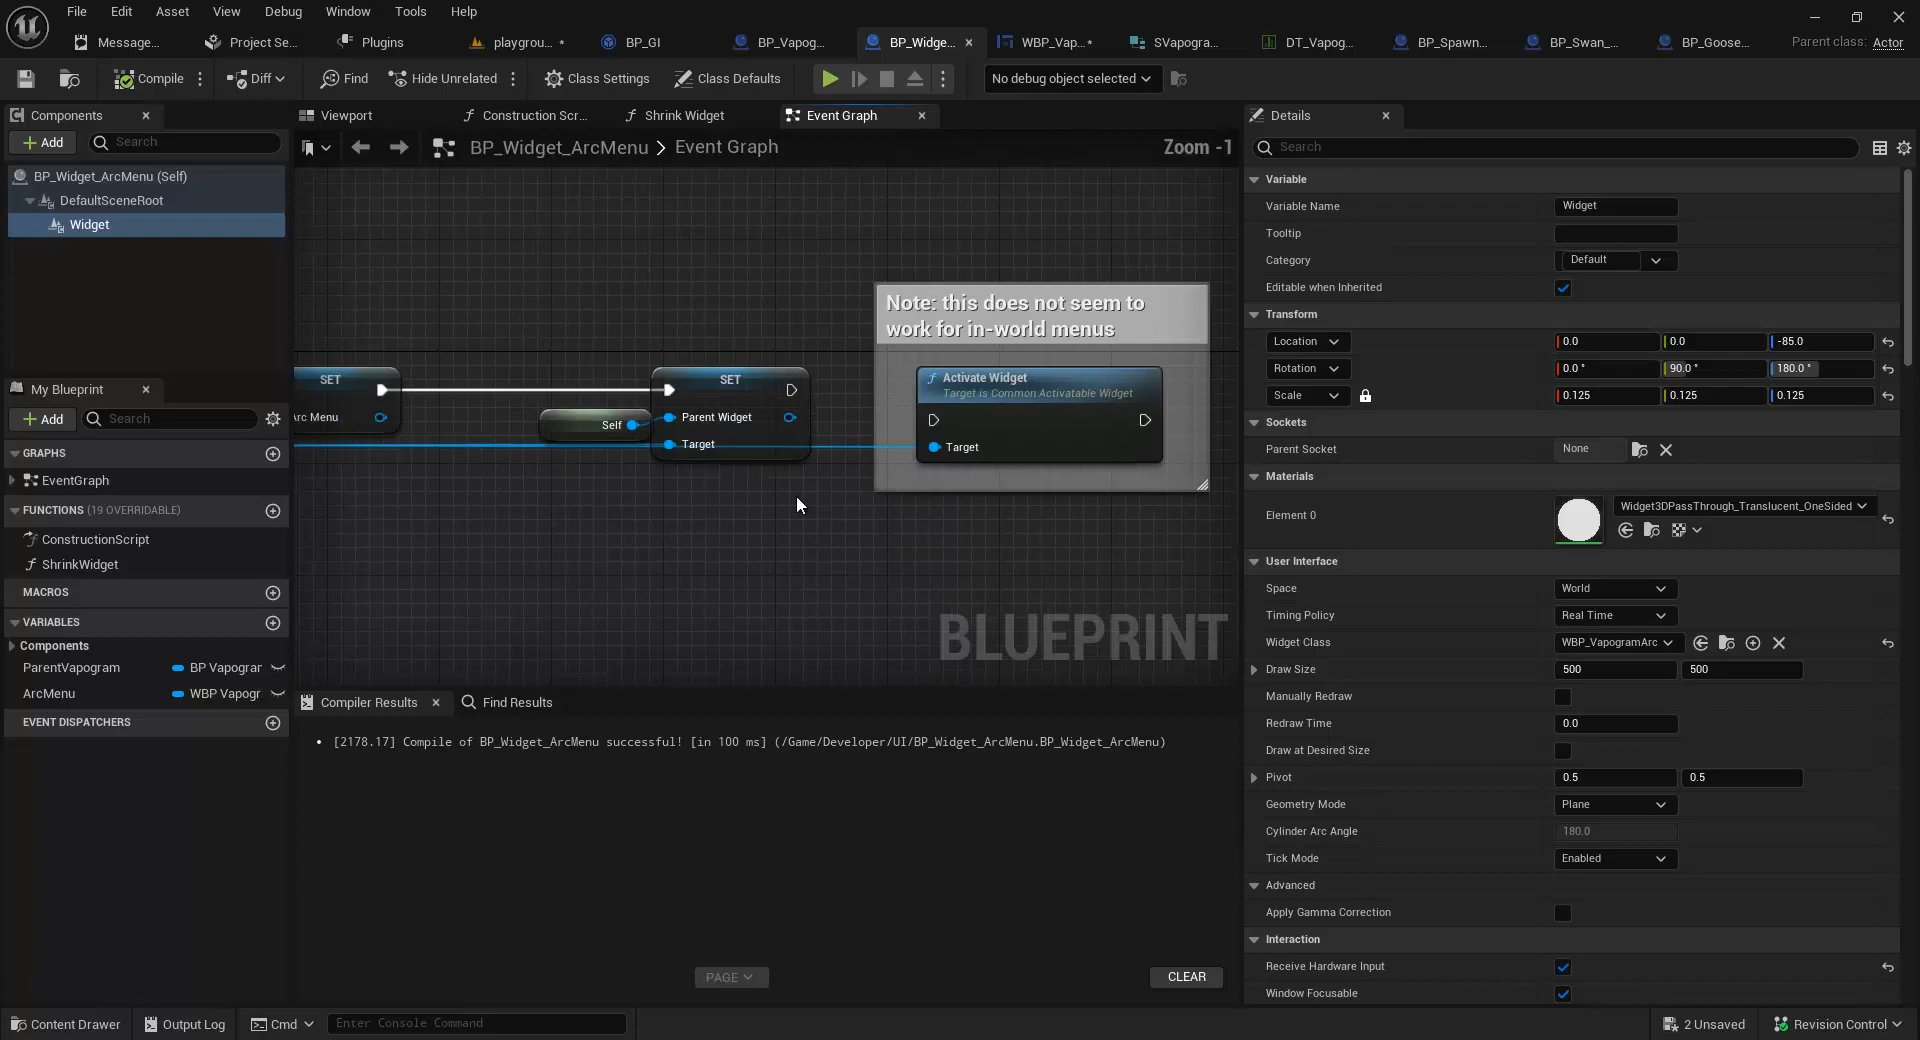 File Edit Asset View Debug Window Tools Help
Message... Project Se... Plugins playgrou... * BP_GI BP_Vapog... BP_Widge... WBP_Vap...* SVapogra... DT_Vapog... BP_Spawn... BP_Swan_... BP_Goose... Parent class: Actor
Compile Diff Find Hide Unrelated Class Settings Class Defaults No debug object selected
Components
Add Search
BP_Widget_ArcMenu (Self)
DefaultSceneRoot
Widget
My Blueprint
Add Search
GRAPHS
EventGraph
FUNCTIONS (19 OVERRIDABLE)
ConstructionScript
ShrinkWidget
MACROS
VARIABLES
Components
ParentVapogram BP Vapograr
ArcMenu WBP Vapogr
EVENT DISPATCHERS
Viewport Construction Scr... Shrink Widget Event Graph
BP_Widget_ArcMenu > Event Graph Zoom -1
Note: this does not seem to
work for in-world menus
SET
rc Menu
SET
Self
Parent Widget
Target
Activate Widget
Target is Common Activatable Widget
Target
BLUEPRINT
Compiler Results Find Results
[2178.17] Compile of BP_Widget_ArcMenu successful! [in 100 ms] (/Game/Developer/UI/BP_Widget_ArcMenu.BP_Widget_ArcMenu)
PAGE CLEAR
Details
Search
Variable
Variable Name Widget
Tooltip
Category Default
Editable when Inherited
Transform
Location 0.0 0.0 -85.0
Rotation 0.0 ° 90.0 ° 180.0 °
Scale 0.125 0.125 0.125
Sockets
Parent Socket None
Materials
Element 0 Widget3DPassThrough_Translucent_OneSided
User Interface
Space World
Timing Policy Real Time
Widget Class WBP_VapogramArc
Draw Size 500 500
Manually Redraw
Redraw Time 0.0
Draw at Desired Size
Pivot 0.5 0.5
Geometry Mode Plane
Cylinder Arc Angle 180.0
Tick Mode Enabled
Advanced
Apply Gamma Correction
Interaction
Receive Hardware Input
Window Focusable
Content Drawer Output Log Cmd Enter Console Command 2 Unsaved Revision Control